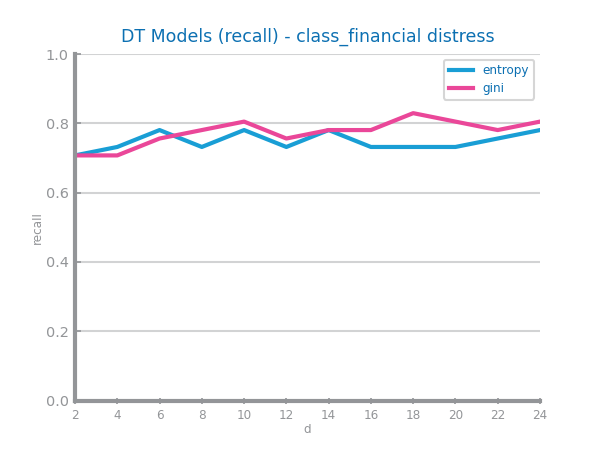 DT Models (recall) - class_financial distress
entropy
gini
1.0
0.8
0.6
0.4
0.2
0.0
recall
2 4 6 8 10 12 14 16 18 20 22 24
d